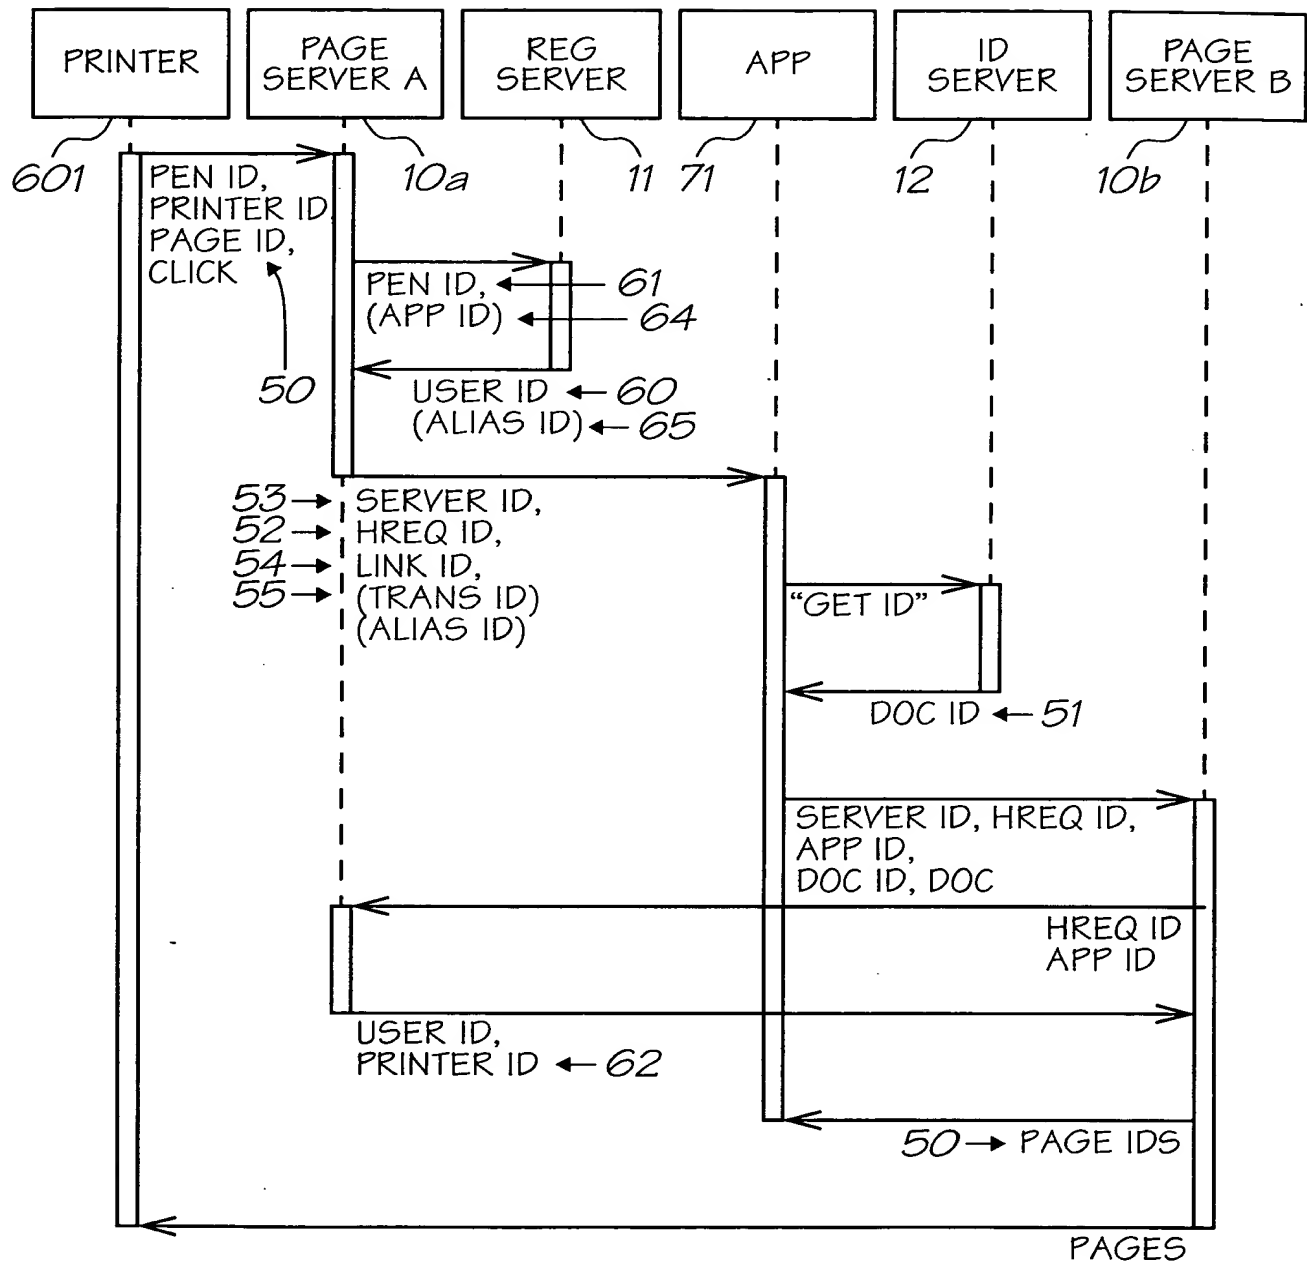 PRINTER
PAGE
SERVER A
REG
SERVER
APP
ID
SERVER
PAGE
SERVER B
601
10a
11
71
12
10b
PEN ID,
PRINTER ID
PAGE ID,
CLICK
50
PEN ID,
61
(APP ID)
64
USER ID
60
(ALIAS ID)
65
53
SERVER ID,
52
HREQ ID,
54
LINK ID,
55
(TRANS ID)
(ALIAS ID)
"GET ID"
DOC ID
51
SERVER ID, HREQ ID,
APP ID,
DOC ID, DOC
HREQ ID
APP ID
USER ID,
PRINTER ID
62
50
PAGE IDS
PAGES